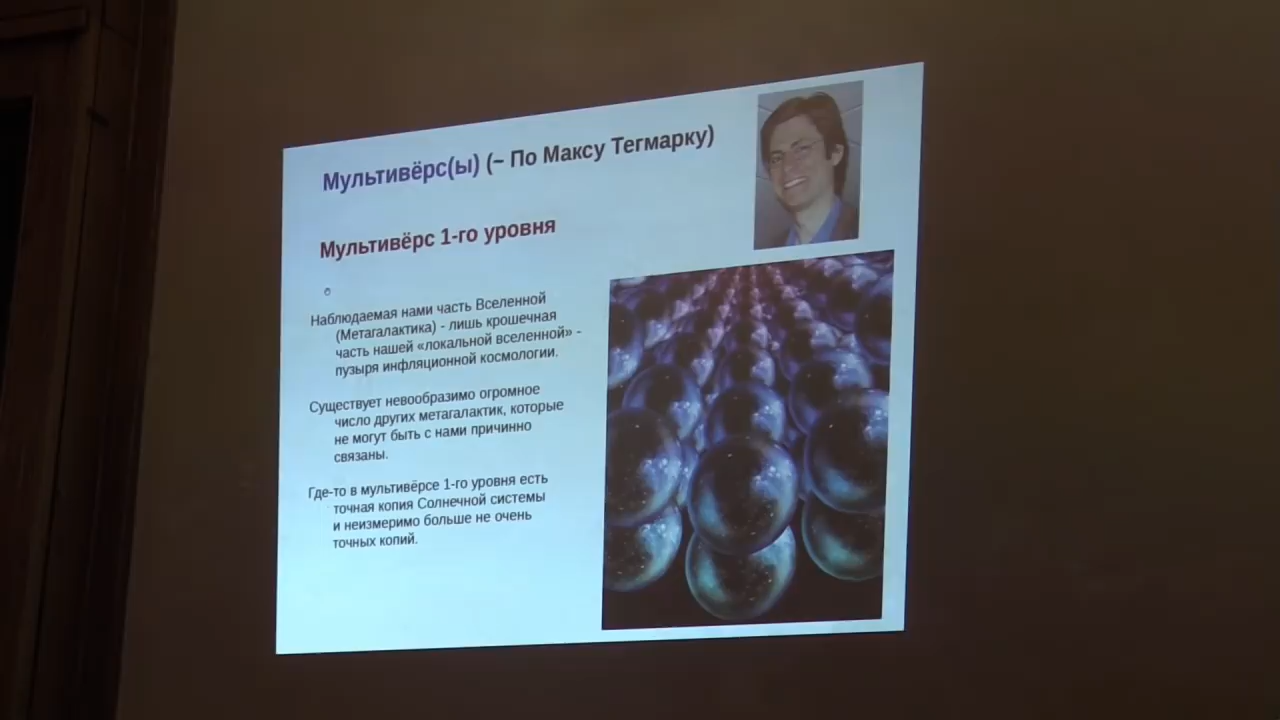 Мультивёрс(ы) (~ По Максу Тегмарку)
Мультивёрс 1-го уровня
Наблюдаемая нами часть Вселенной
(Метагалактика) - лишь крошечная
часть нашей «локальной вселенной» -
пузыря инфляционной космологии.
Существует невообразимо огромное
число других метагалактик, которые
не могут быть с нами причинно
связаны.
Где-то в мультивёрсе 1-го уровня есть
точная копия Солнечной системы
и неизмеримо больше не очень
точных копий.